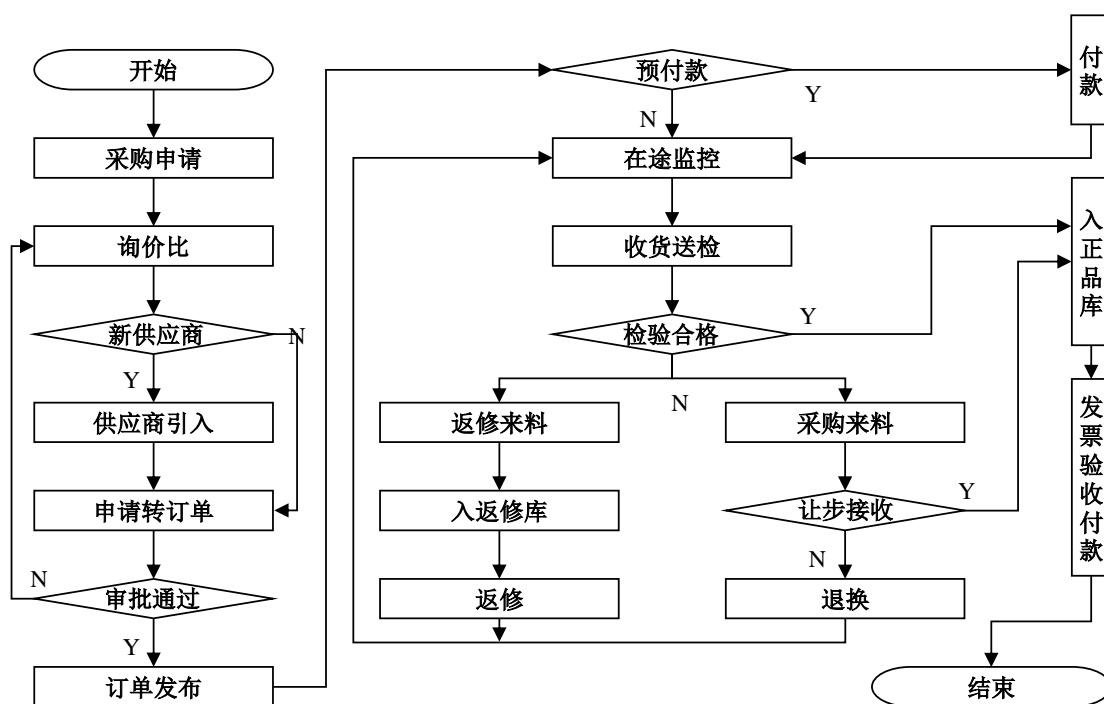 开始
采购申请
询价比
新供应商
N
Y
供应商引入
申请转订单
N
审批通过
Y
订单发布
预付款
Y
N
付款
在途监控
收货送检
检验合格
Y
N
入正品库
返修来料
采购来料
入返修库
让步接收
Y
N
返修
退换
发票验收付款
结束